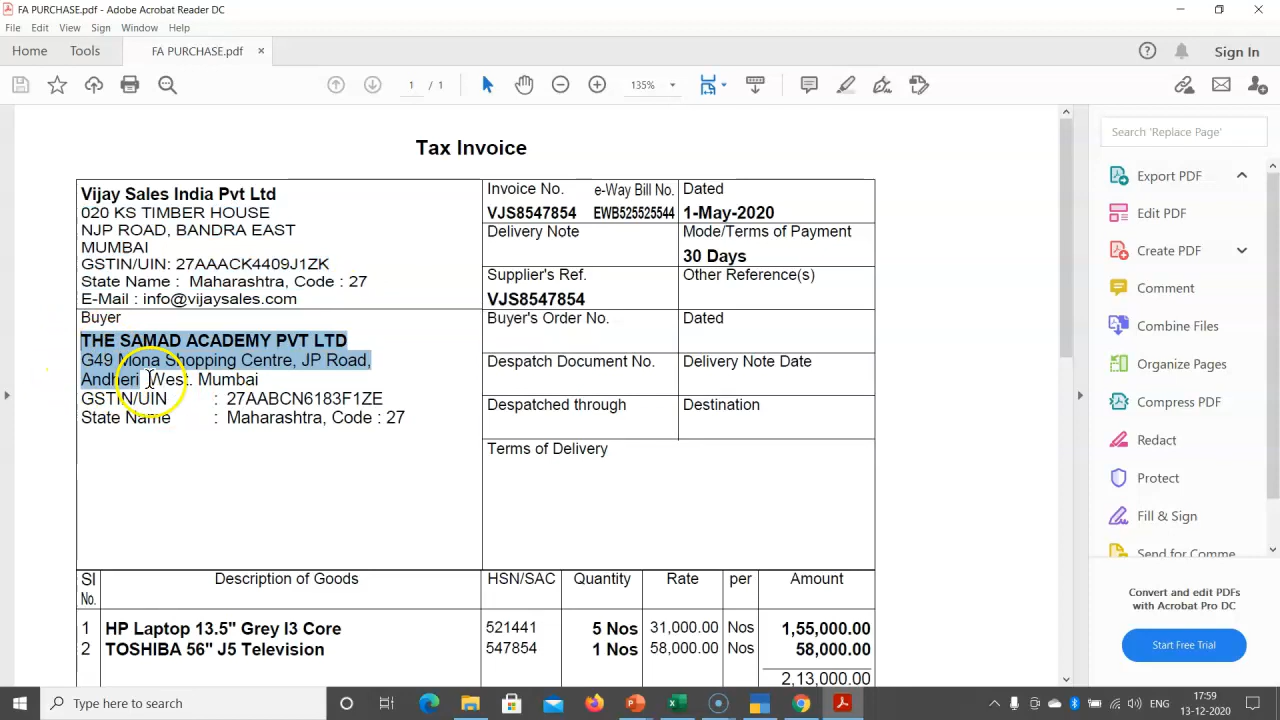 FA PURCHASE.pdf - Adobe Acrobat Reader DC
File Edit View Sign Window Help
Home Tools FA PURCHASE.pdf × Sign In
1 / 1 135%
Tax Invoice
Vijay Sales India Pvt Ltd
020 KS TIMBER HOUSE
NJP ROAD, BANDRA EAST
MUMBAI
GSTIN/UIN: 27AAACK4409J1ZK
State Name : Maharashtra, Code : 27
E-Mail : info@vijaysales.com
Buyer
THE SAMAD ACADEMY PVT LTD
G49 Mona Shopping Centre, JP Road,
Andheri West. Mumbai
GSTIN/UIN : 27AABCN6183F1ZE
State Name : Maharashtra, Code : 27
Invoice No. e-Way Bill No. Dated
VJS8547854 EWB525525544 1-May-2020
Delivery Note Mode/Terms of Payment
30 Days
Supplier's Ref. Other Reference(s)
VJS8547854
Buyer's Order No. Dated
Despatch Document No. Delivery Note Date
Despatched through Destination
Terms of Delivery
Sl No. Description of Goods HSN/SAC Quantity Rate per Amount
1 HP Laptop 13.5" Grey I3 Core 521441 5 Nos 31,000.00 Nos 1,55,000.00
2 TOSHIBA 56" J5 Television 547854 1 Nos 58,000.00 Nos 58,000.00
2,13,000.00
Search 'Replace Page'
Export PDF
Edit PDF
Create PDF
Comment
Combine Files
Organize Pages
Compress PDF
Redact
Protect
Fill & Sign
Send for Comme
Convert and edit PDFs
with Acrobat Pro DC
Start Free Trial
Type here to search
ENG
17:59
13-12-2020